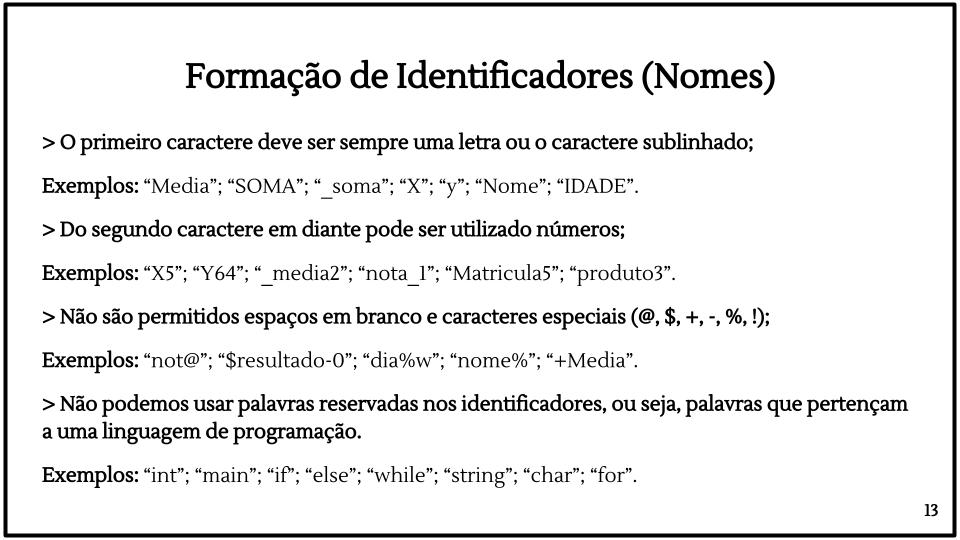 Formação de Identificadores (Nomes)
> O primeiro caractere deve ser sempre uma letra ou o caractere sublinhado;
Exemplos: “Media”; “SOMA”; “_soma”; “X”; “y”; “Nome”; “IDADE”.
> Do segundo caractere em diante pode ser utilizado números;
Exemplos: “X5”; “Y64”; “_media2”; “nota_1”; “Matricula5”; “produto3”.
> Não são permitidos espaços em branco e caracteres especiais (@, $, +, -, %, !);
Exemplos: “not@”; “$resultado-0”; “dia%w”; “nome%”; “+Media”.
> Não podemos usar palavras reservadas nos identificadores, ou seja, palavras que pertençam
a uma linguagem de programação.
Exemplos: “int”; “main”; “if”; “else”; “while”; “string”; “char”; “for”.
13